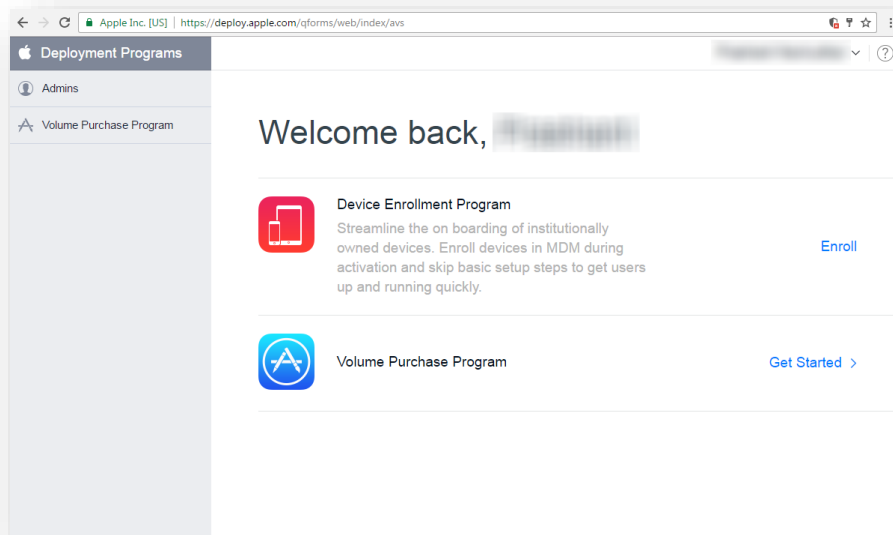 Apple Inc. [US] | https://deploy.apple.com/qforms/web/index/avs
Deployment Programs
?
Admins
Volume Purchase Program
Welcome back,
Device Enrollment Program
Streamline the on boarding of institutionally
owned devices. Enroll devices in MDM during
activation and skip basic setup steps to get users
up and running quickly.
Enroll
Volume Purchase Program
Get Started >